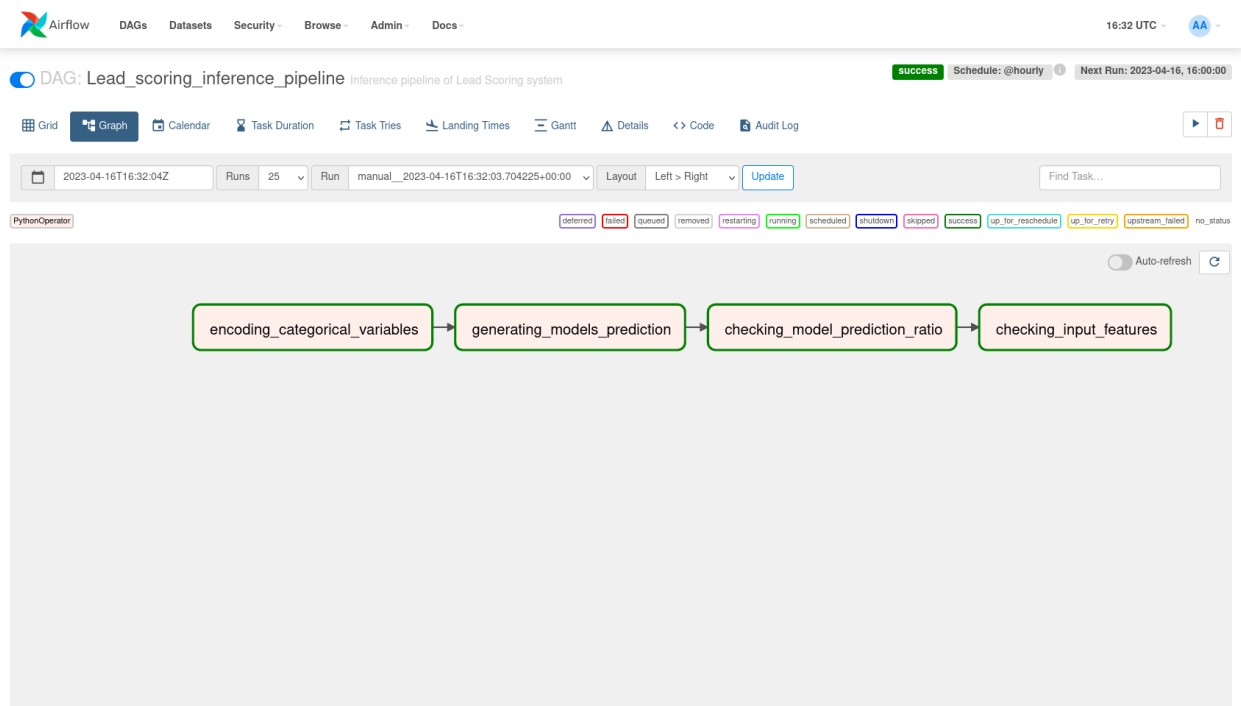 Airflow DAGs Datasets Security Browse Admin Docs 16:32 UTC AA
DAG: Lead_scoring_inference_pipeline Inference pipeline of Lead Scoring system success Schedule: @hourly Next Run: 2023-04-16, 16:00:00
Grid Graph Calendar Task Duration Task Tries Landing Times Gantt Details Code Audit Log
2023-04-16T16:32:04Z Runs 25 Run manual__2023-04-16T16:32:03.704225+00:00 Layout Left > Right Update Find Task...
PythonOperator deferred failed queued removed restarting running scheduled shutdown skipped success up_for_reschedule up_for_retry upstream_failed no_status
Auto-refresh
encoding_categorical_variables generating_models_prediction checking_model_prediction_ratio checking_input_features